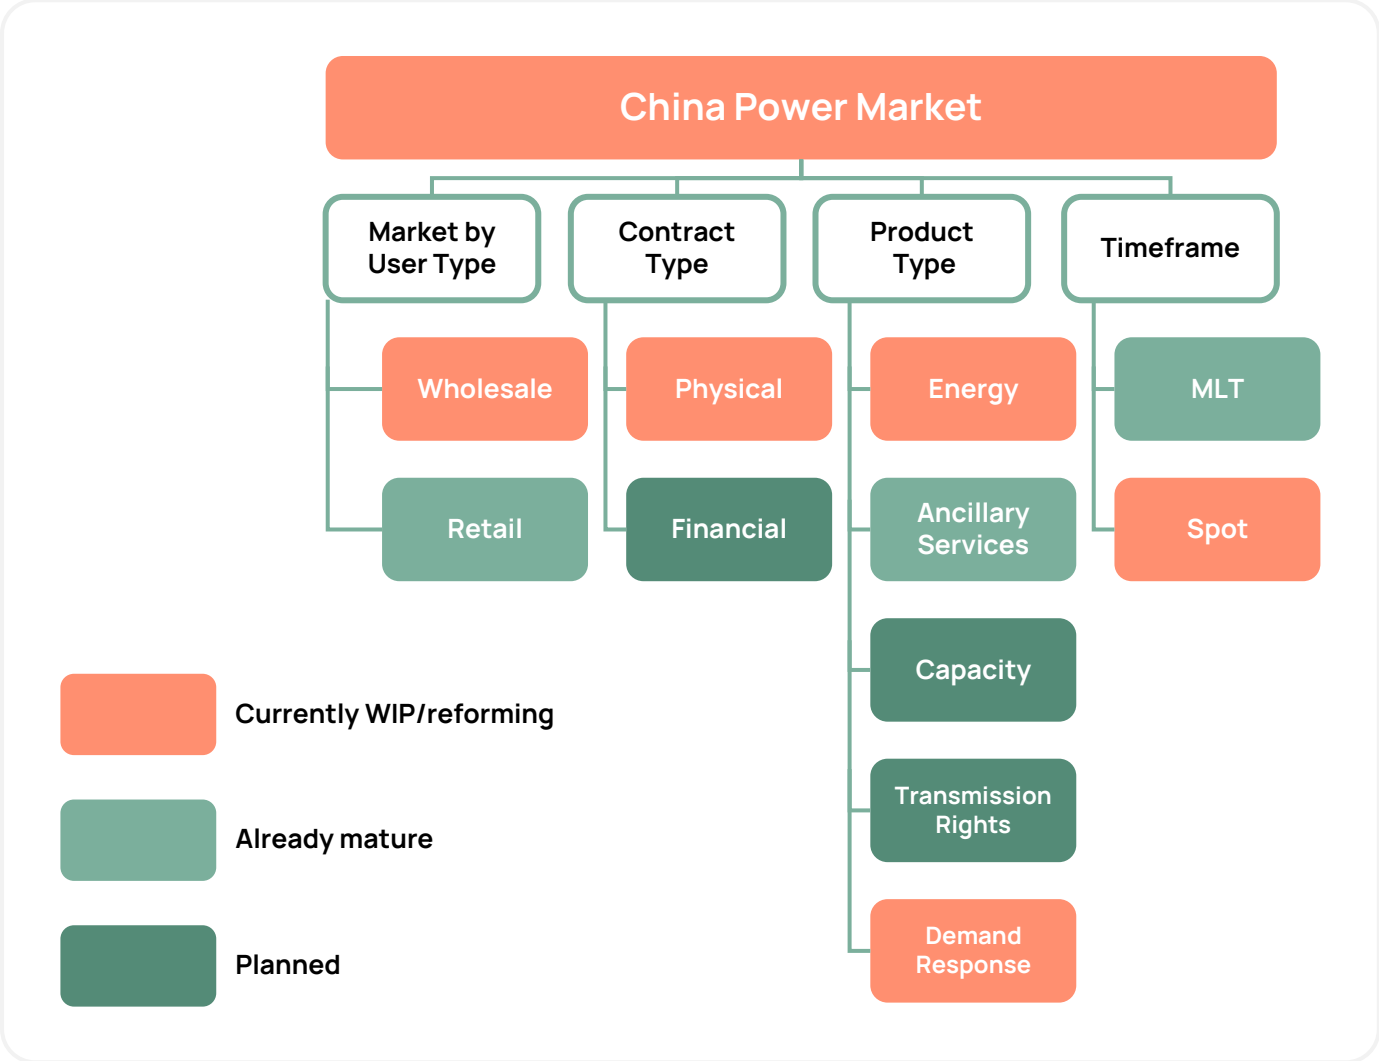 China Power Market
Market by
User Type
Contract
Type
Product
Type
Timeframe
Wholesale
Physical
Energy
MLT
Retail
Financial
Ancillary
Services
Spot
Capacity
Transmission
Rights
Demand
Response
Currently WIP/reforming
Already mature
Planned